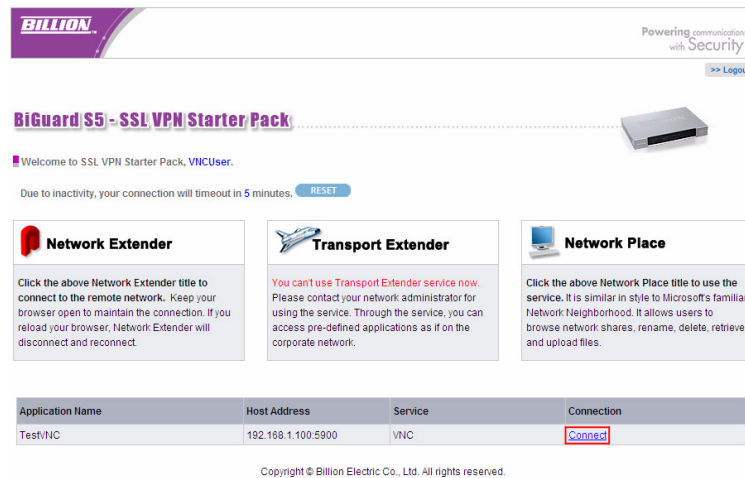 BILLION
Powering communications
with Security
>> Logout
BiGuard S5 - SSL VPN Starter Pack
Welcome to SSL VPN Starter Pack, VNCUser.
Due to inactivity, your connection will timeout in 5 minutes. RESET
Network Extender
Click the above Network Extender title to
connect to the remote network. Keep your
browser open to maintain the connection. If you
reload your browser, Network Extender will
disconnect and reconnect.
Transport Extender
You can't use Transport Extender service now.
Please contact your network administrator for
using the service. Through the service, you can
access pre-defined applications as if on the
corporate network.
Network Place
Click the above Network Place title to use the
service. It is similar in style to Microsoft's familiar
Network Neighborhood. It allows users to
browse network shares, rename, delete, retrieve
and upload files.
Application Name Host Address Service Connection
TestVNC 192.168.1.100:5900 VNC Connect
Copyright © Billion Electric Co., Ltd. All rights reserved.